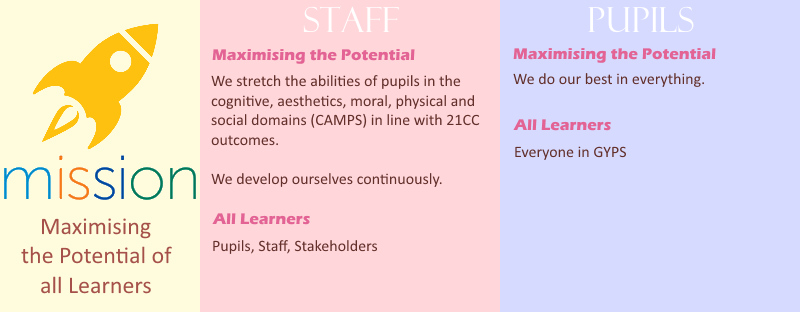 mission
Maximising
the Potential of
all Learners
STAFF
Maximising the Potential
We stretch the abilities of pupils in the
cognitive, aesthetics, moral, physical and
social domains (CAMPS) in line with 21CC
outcomes.
We develop ourselves continuously.
All Learners
Pupils, Staff, Stakeholders
PUPILS
Maximising the Potential
We do our best in everything.
All Learners
Everyone in GYPS